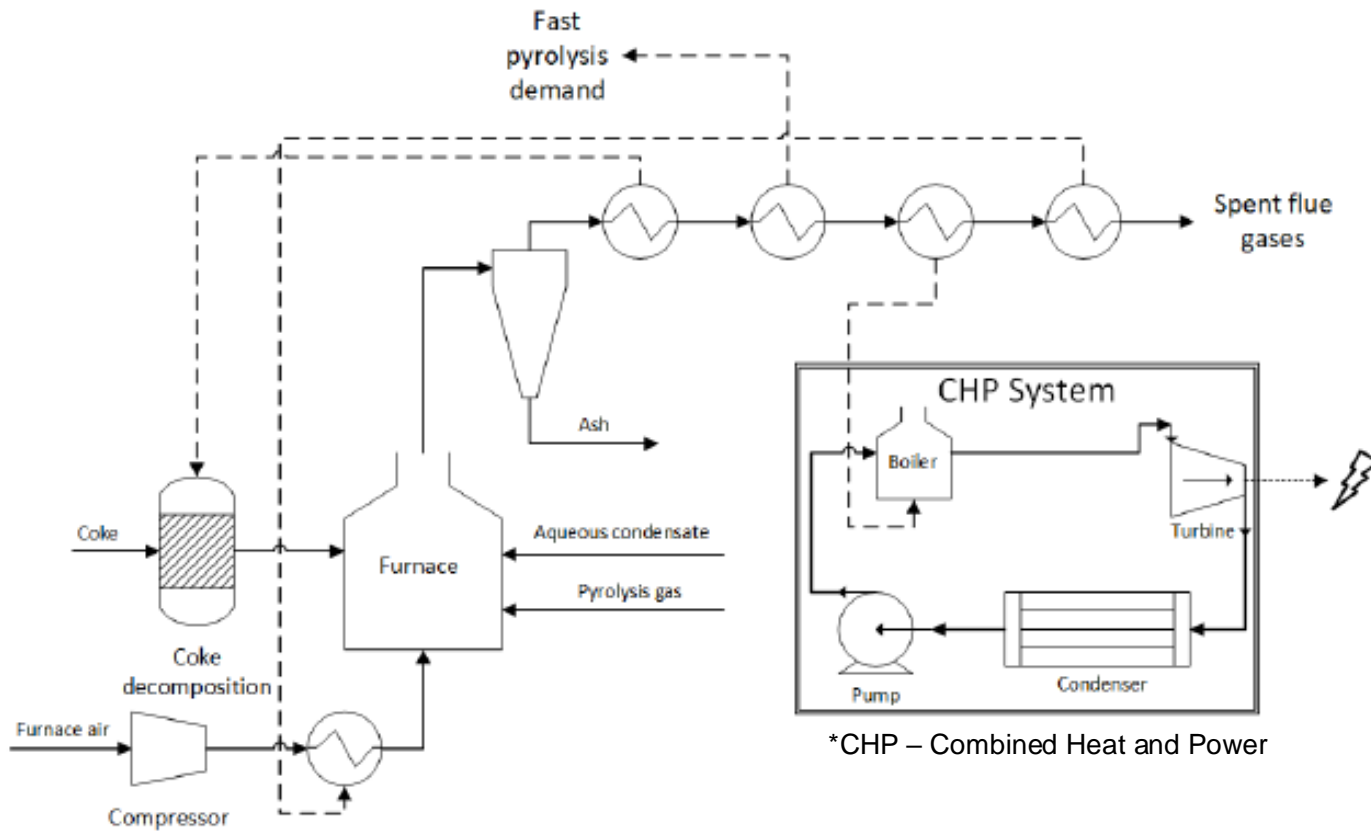 Fast
pyrolysis
demand
Spent flue
gases
CHP System
Boiler
Turbine
Pump
Condenser
*CHP – Combined Heat and Power
Ash
Coke
Furnace
Aqueous condensate
Pyrolysis gas
Coke
decomposition
Furnace air
Compressor